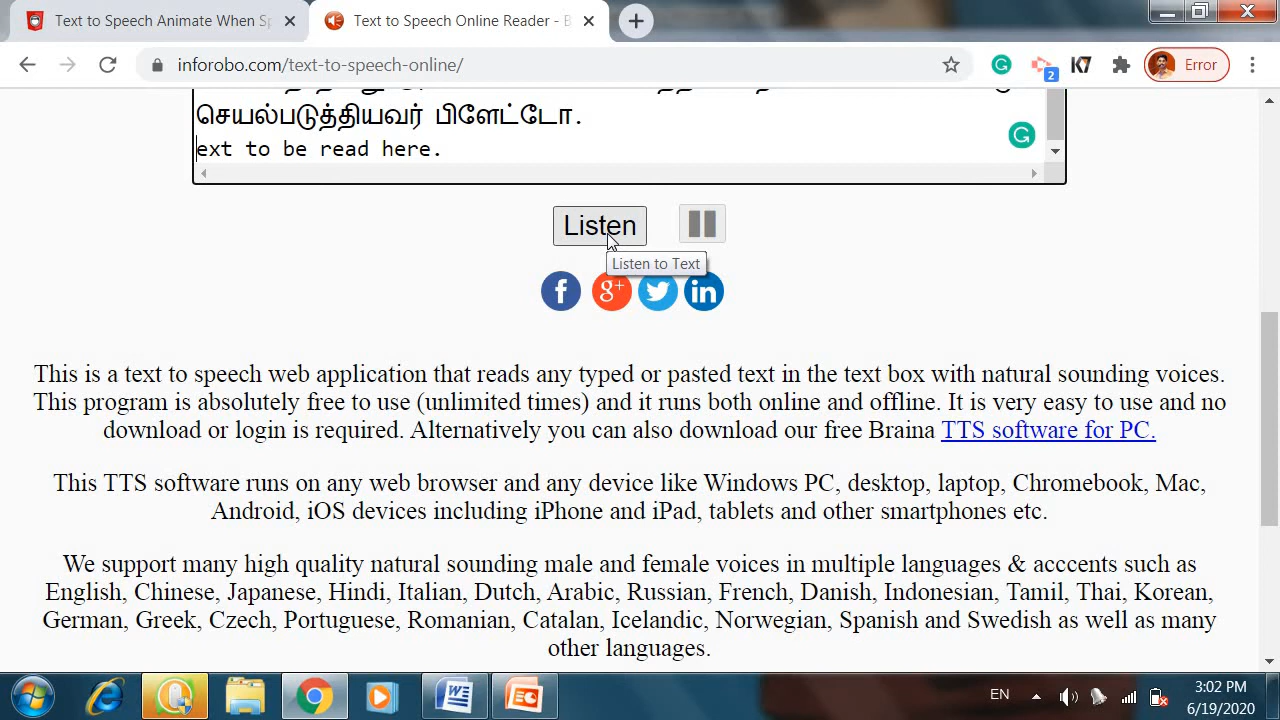 Text to Speech Animate When Sp
Text to Speech Online Reader - B
inforobo.com/text-to-speech-online/
2
K7
Error
செயல்படுத்தியவர் பிளேட்டோ.
ext to be read here.
Listen
Listen to Text
f
g+
in
This is a text to speech web application that reads any typed or pasted text in the text box with natural sounding voices.
This program is absolutely free to use (unlimited times) and it runs both online and offline. It is very easy to use and no
download or login is required. Alternatively you can also download our free Braina TTS software for PC.
This TTS software runs on any web browser and any device like Windows PC, desktop, laptop, Chromebook, Mac,
Android, iOS devices including iPhone and iPad, tablets and other smartphones etc.
We support many high quality natural sounding male and female voices in multiple languages & acccents such as
English, Chinese, Japanese, Hindi, Italian, Dutch, Arabic, Russian, French, Danish, Indonesian, Tamil, Thai, Korean,
German, Greek, Czech, Portuguese, Romanian, Catalan, Icelandic, Norwegian, Spanish and Swedish as well as many
other languages.
EN
3:02 PM
6/19/2020